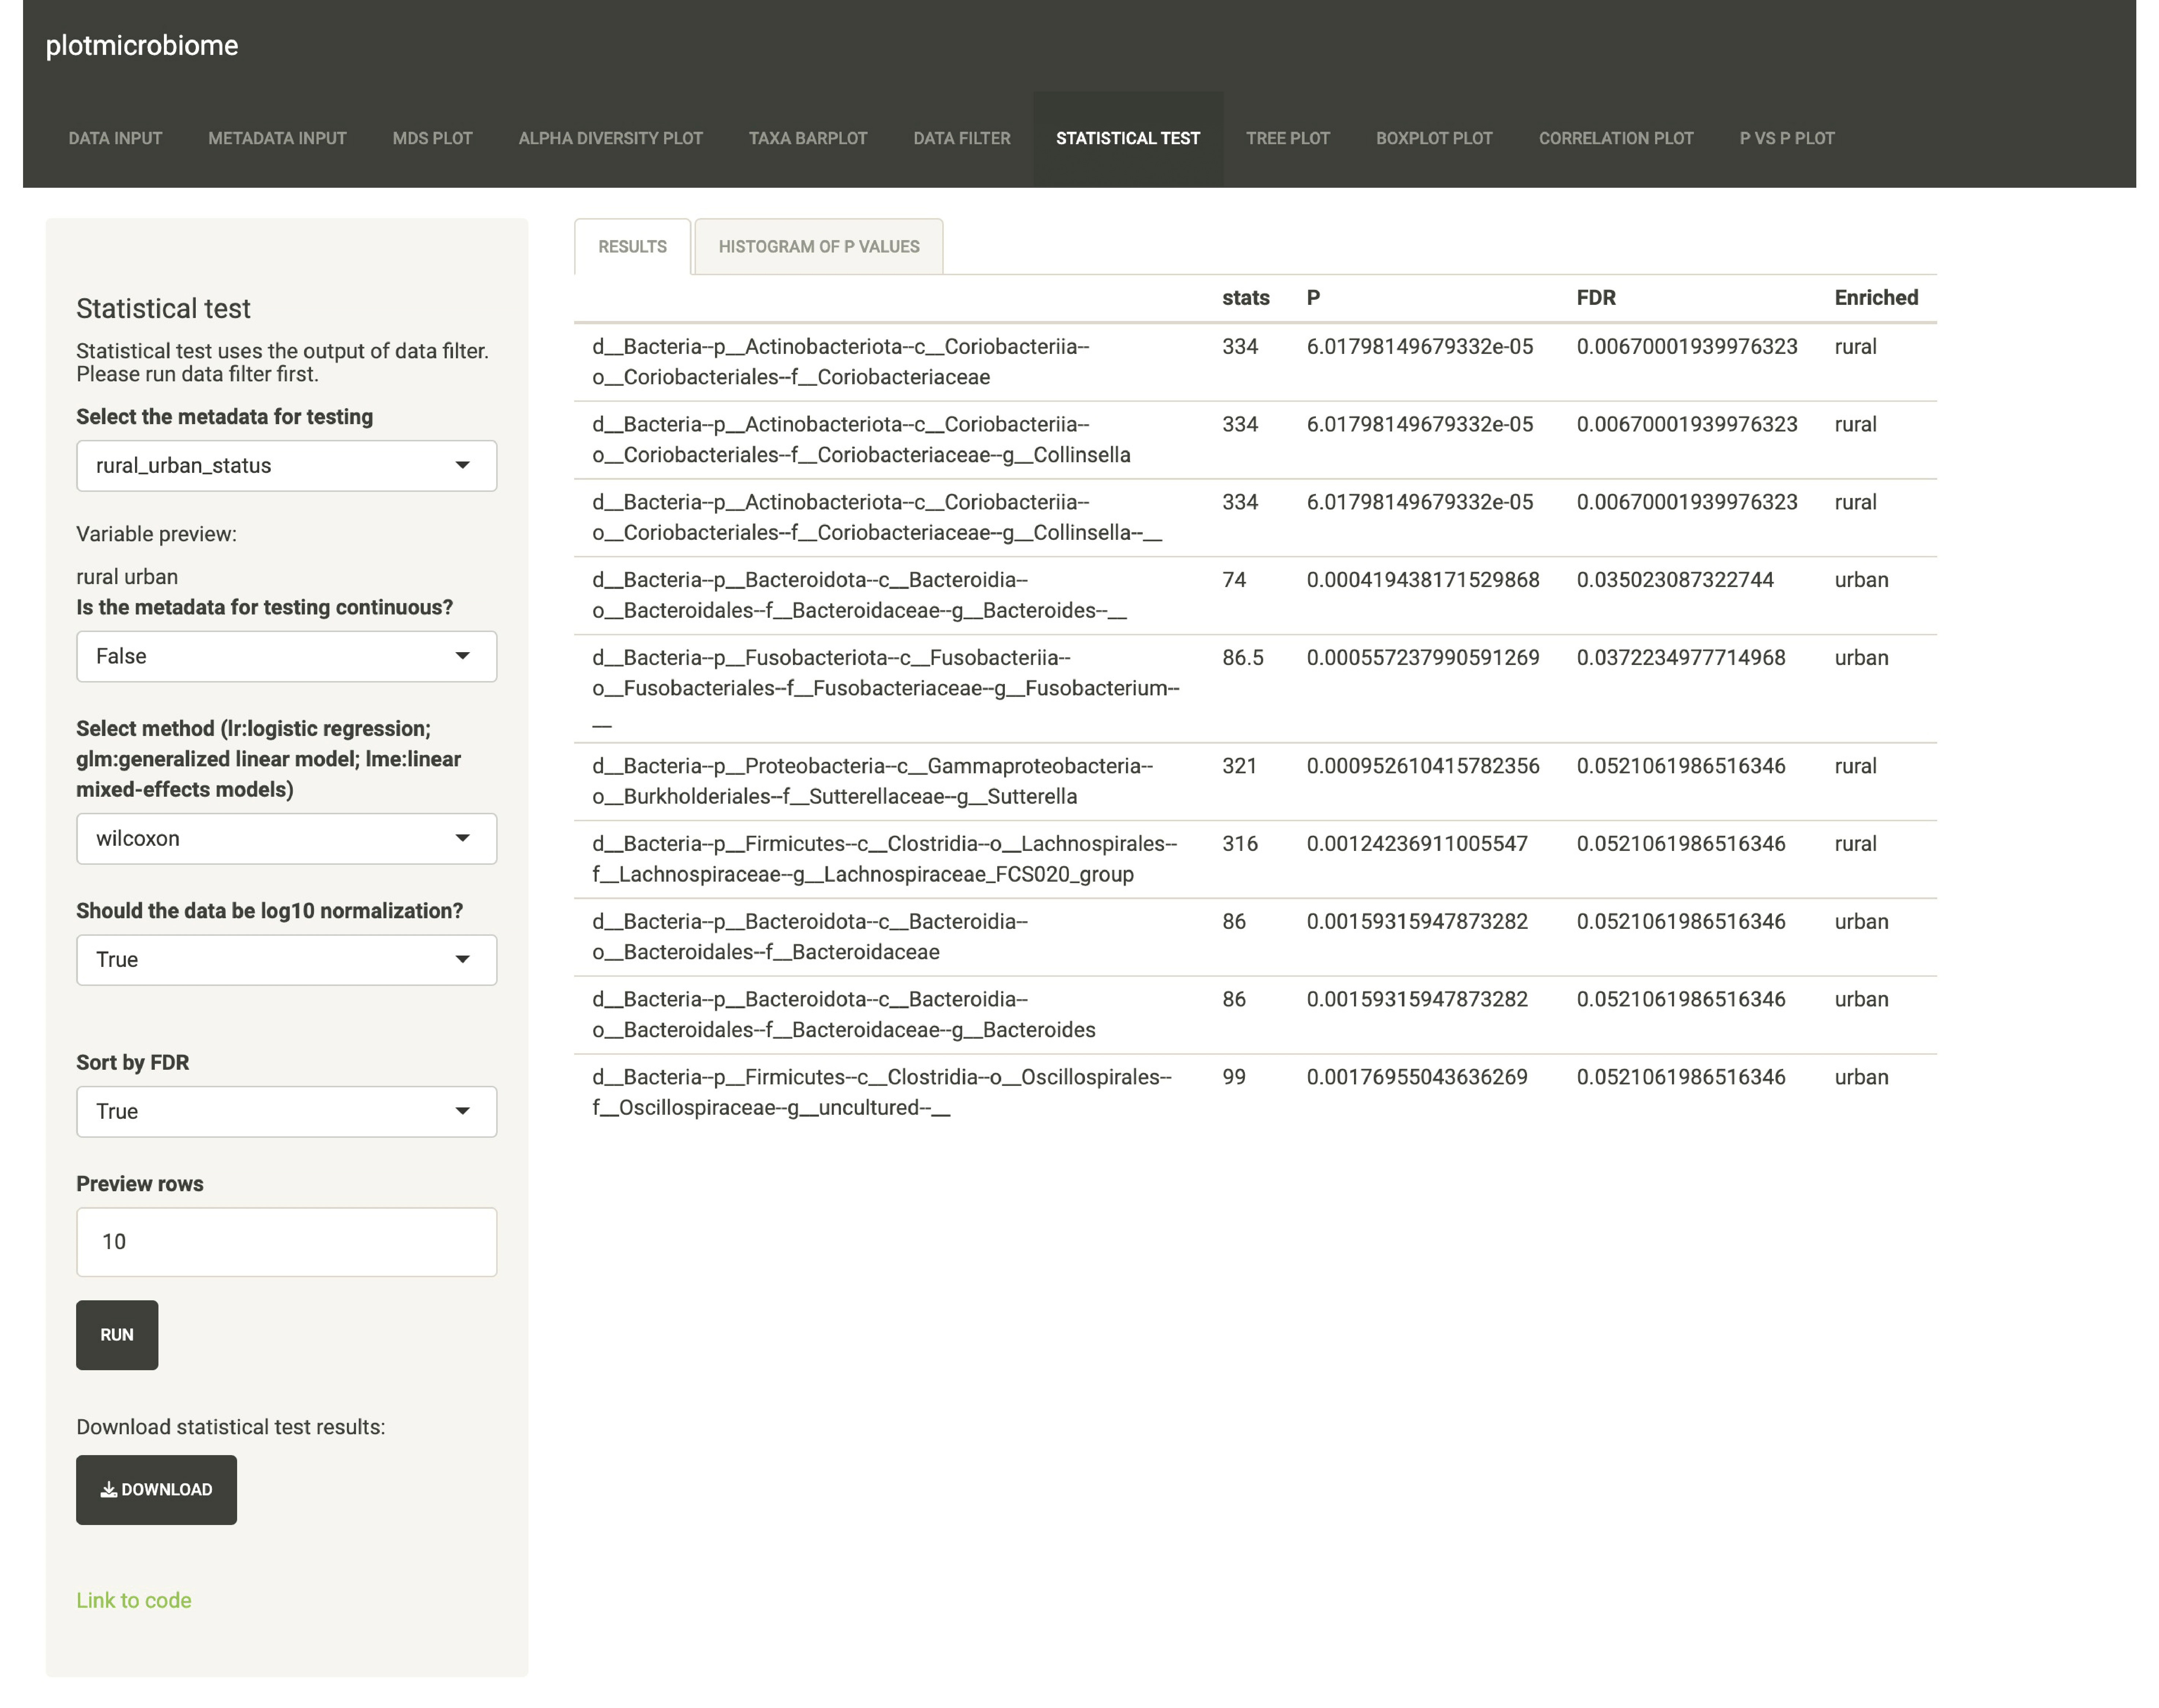 plotmicrobiome
DATA INPUT METADATA INPUT MDS PLOT ALPHA DIVERSITY PLOT TAXA BARPLOT DATA FILTER STATISTICAL TEST TREE PLOT BOXPLOT PLOT CORRELATION PLOT P VS P PLOT
Statistical test
Statistical test uses the output of data filter.
Please run data filter first.
Select the metadata for testing
rural_urban_status
Variable preview:
rural urban
Is the metadata for testing continuous?
False
Select method (lr:logistic regression;
glm:generalized linear model; lme:linear
mixed-effects models)
wilcoxon
Should the data be log10 normalization?
True
Sort by FDR
True
Preview rows
10
RUN
Download statistical test results:
DOWNLOAD
Link to code
RESULTS HISTOGRAM OF P VALUES
stats P FDR Enriched
d__Bacteria--p__Actinobacteriota--c__Coriobacteriia-- 334 6.01798149679332e-05 0.00670001939976323 rural
o__Coriobacteriales--f__Coriobacteriaceae
d__Bacteria--p__Actinobacteriota--c__Coriobacteriia-- 334 6.01798149679332e-05 0.00670001939976323 rural
o__Coriobacteriales--f__Coriobacteriaceae--g__Collinsella
d__Bacteria--p__Actinobacteriota--c__Coriobacteriia-- 334 6.01798149679332e-05 0.00670001939976323 rural
o__Coriobacteriales--f__Coriobacteriaceae--g__Collinsella--__
d__Bacteria--p__Bacteroidota--c__Bacteroidia-- 74 0.000419438171529868 0.035023087322744 urban
o__Bacteroidales--f__Bacteroidaceae--g__Bacteroides--__
d__Bacteria--p__Fusobacteriota--c__Fusobacteriia-- 86.5 0.000557237990591269 0.0372234977714968 urban
o__Fusobacteriales--f__Fusobacteriaceae--g__Fusobacterium--
__
d__Bacteria--p__Proteobacteria--c__Gammaproteobacteria-- 321 0.000952610415782356 0.0521061986516346 rural
o__Burkholderiales--f__Sutterellaceae--g__Sutterella
d__Bacteria--p__Firmicutes--c__Clostridia--o__Lachnospirales-- 316 0.00124236911005547 0.0521061986516346 rural
f__Lachnospiraceae--g__Lachnospiraceae_FCS020_group
d__Bacteria--p__Bacteroidota--c__Bacteroidia-- 86 0.00159315947873282 0.0521061986516346 urban
o__Bacteroidales--f__Bacteroidaceae
d__Bacteria--p__Bacteroidota--c__Bacteroidia-- 86 0.00159315947873282 0.0521061986516346 urban
o__Bacteroidales--f__Bacteroidaceae--g__Bacteroides
d__Bacteria--p__Firmicutes--c__Clostridia--o__Oscillospirales-- 99 0.00176955043636269 0.0521061986516346 urban
f__Oscillospiraceae--g__uncultured--__